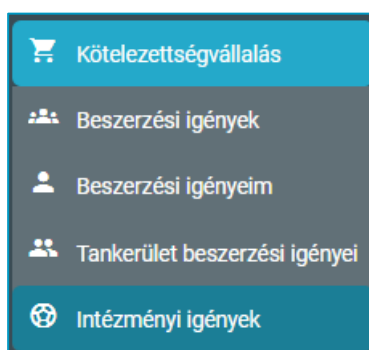 Kötelezettségvállalás
Beszerzési igények
Beszerzési igényeim
Tankerület beszerzési igényei
Intézményi igények